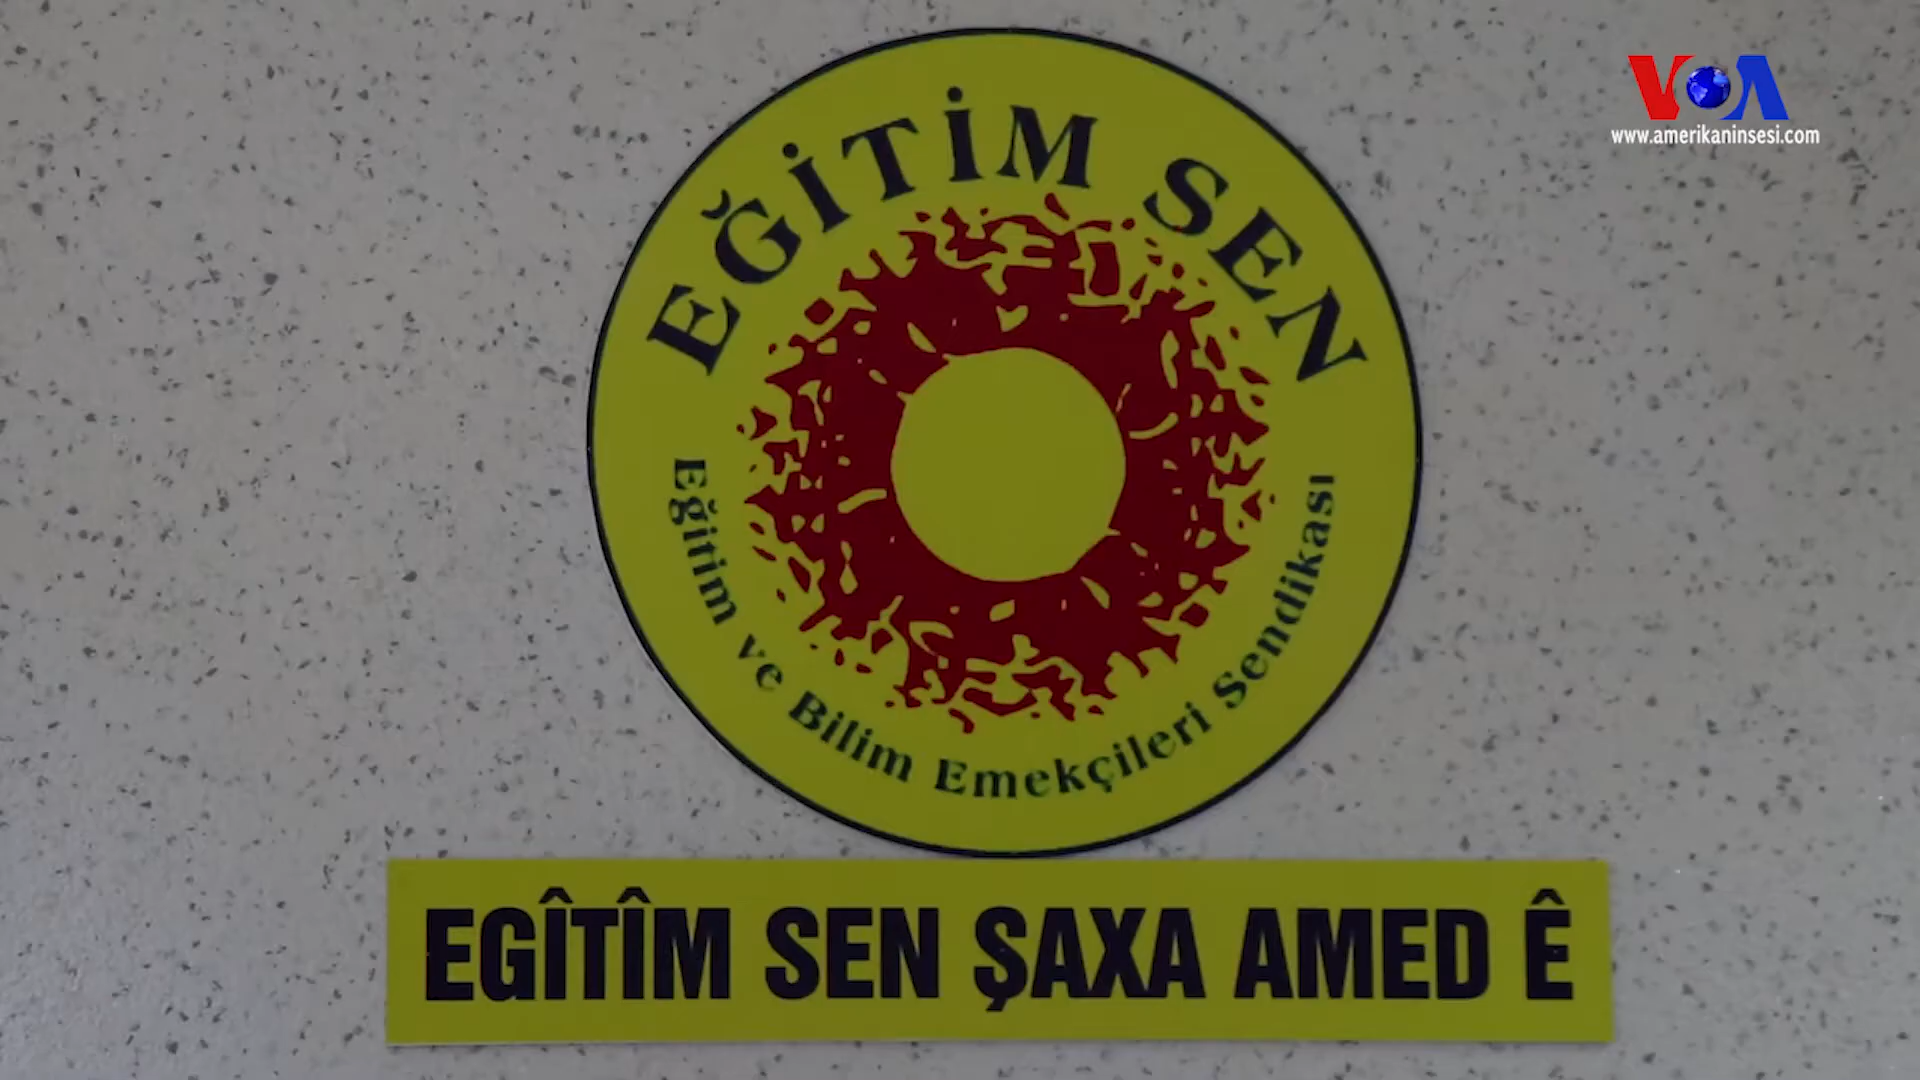 VOA
www.amerikaninsesi.com
EĞİTİM SEN
Eğitim ve Bilim Emekçileri Sendikası
EGÎTÎM SEN ŞAXA AMED Ê